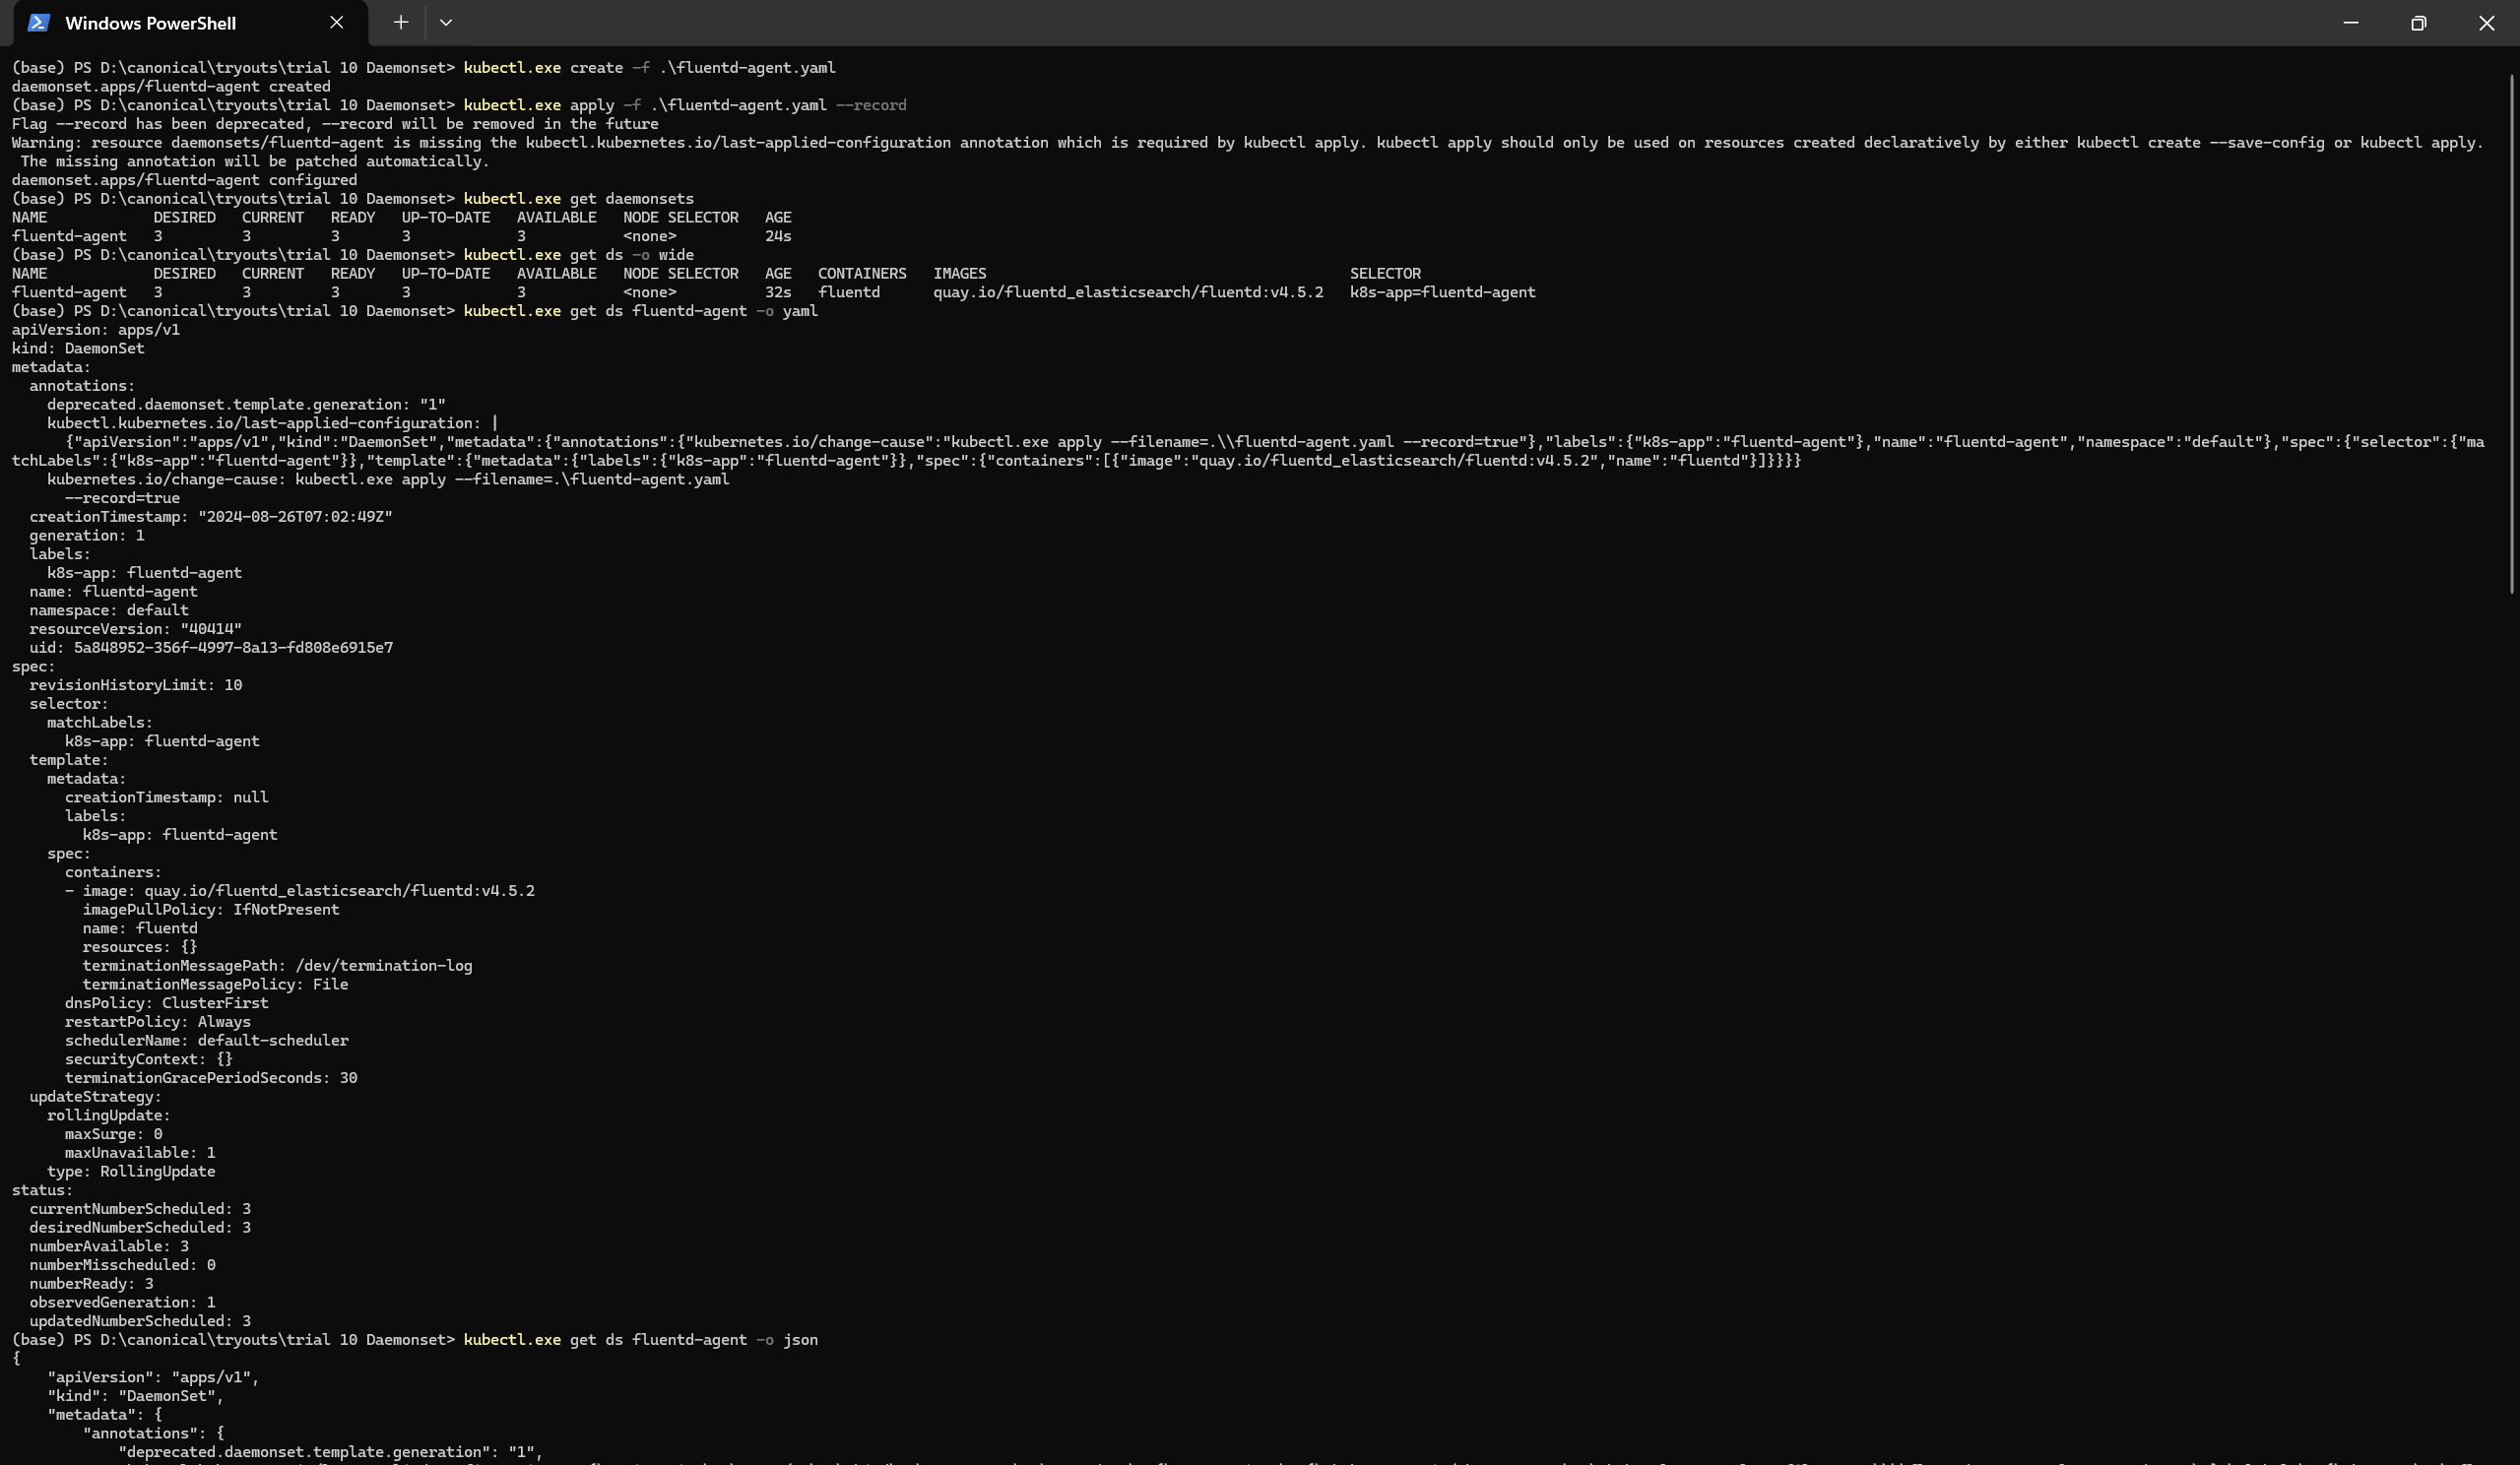 Windows PowerShell
(base) PS D:\canonical\tryouts\trial 10 Daemonset> kubectl.exe create -f .\fluentd-agent.yaml
daemonset.apps/fluentd-agent created
(base) PS D:\canonical\tryouts\trial 10 Daemonset> kubectl.exe apply -f .\fluentd-agent.yaml --record
Flag --record has been deprecated, --record will be removed in the future
Warning: resource daemonsets/fluentd-agent is missing the kubectl.kubernetes.io/last-applied-configuration annotation which is required by kubectl apply. kubectl apply should only be used on resources created declaratively by either kubectl create --save-config or kubectl apply.
 The missing annotation will be patched automatically.
daemonset.apps/fluentd-agent configured
(base) PS D:\canonical\tryouts\trial 10 Daemonset> kubectl.exe get daemonsets
NAME            DESIRED   CURRENT   READY   UP-TO-DATE   AVAILABLE   NODE SELECTOR   AGE
fluentd-agent   3         3         3       3            3           <none>          24s
(base) PS D:\canonical\tryouts\trial 10 Daemonset> kubectl.exe get ds -o wide
NAME            DESIRED   CURRENT   READY   UP-TO-DATE   AVAILABLE   NODE SELECTOR   AGE   CONTAINERS   IMAGES                                         SELECTOR
fluentd-agent   3         3         3       3            3           <none>          32s   fluentd      quay.io/fluentd_elasticsearch/fluentd:v4.5.2   k8s-app=fluentd-agent
(base) PS D:\canonical\tryouts\trial 10 Daemonset> kubectl.exe get ds fluentd-agent -o yaml
apiVersion: apps/v1
kind: DaemonSet
metadata:
  annotations:
    deprecated.daemonset.template.generation: "1"
    kubectl.kubernetes.io/last-applied-configuration: |
      {"apiVersion":"apps/v1","kind":"DaemonSet","metadata":{"annotations":{"kubernetes.io/change-cause":"kubectl.exe apply --filename=.\\fluentd-agent.yaml --record=true"},"labels":{"k8s-app":"fluentd-agent"},"name":"fluentd-agent","namespace":"default"},"spec":{"selector":{"ma
tchLabels":{"k8s-app":"fluentd-agent"}},"template":{"metadata":{"labels":{"k8s-app":"fluentd-agent"}},"spec":{"containers":[{"image":"quay.io/fluentd_elasticsearch/fluentd:v4.5.2","name":"fluentd"}]}}}}
    kubernetes.io/change-cause: kubectl.exe apply --filename=.\fluentd-agent.yaml
      --record=true
  creationTimestamp: "2024-08-26T07:02:49Z"
  generation: 1
  labels:
    k8s-app: fluentd-agent
  name: fluentd-agent
  namespace: default
  resourceVersion: "40414"
  uid: 5a848952-356f-4997-8a13-fd808e6915e7
spec:
  revisionHistoryLimit: 10
  selector:
    matchLabels:
      k8s-app: fluentd-agent
  template:
    metadata:
      creationTimestamp: null
      labels:
        k8s-app: fluentd-agent
    spec:
      containers:
      - image: quay.io/fluentd_elasticsearch/fluentd:v4.5.2
        imagePullPolicy: IfNotPresent
        name: fluentd
        resources: {}
        terminationMessagePath: /dev/termination-log
        terminationMessagePolicy: File
      dnsPolicy: ClusterFirst
      restartPolicy: Always
      schedulerName: default-scheduler
      securityContext: {}
      terminationGracePeriodSeconds: 30
  updateStrategy:
    rollingUpdate:
      maxSurge: 0
      maxUnavailable: 1
    type: RollingUpdate
status:
  currentNumberScheduled: 3
  desiredNumberScheduled: 3
  numberAvailable: 3
  numberMisscheduled: 0
  numberReady: 3
  observedGeneration: 1
  updatedNumberScheduled: 3
(base) PS D:\canonical\tryouts\trial 10 Daemonset> kubectl.exe get ds fluentd-agent -o json
{
    "apiVersion": "apps/v1",
    "kind": "DaemonSet",
    "metadata": {
        "annotations": {
            "deprecated.daemonset.template.generation": "1",